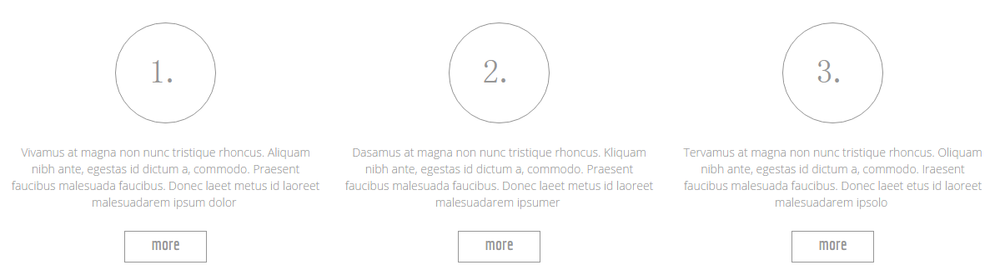 1.
Vivamus at magna non nunc tristique rhoncus. Aliquam
nibh ante, egestas id dictum a, commodo. Praesent
faucibus malesuada faucibus. Donec laeet metus id laoreet
malesuadarem ipsum dolor
more
2.
Dasamus at magna non nunc tristique rhoncus. Kliquam
nibh ante, egestas id dictum a, commodo. Praesent
faucibus malesuada faucibus. Donec laeet metus id laoreet
malesuadarem ipsumer
more
3.
Tervamus at magna non nunc tristique rhoncus. Oliquam
nibh ante, egestas id dictum a, commodo. Iraesent
faucibus malesuada faucibus. Donec laeet etus id laoreet
malesuadarem ipsolo
more